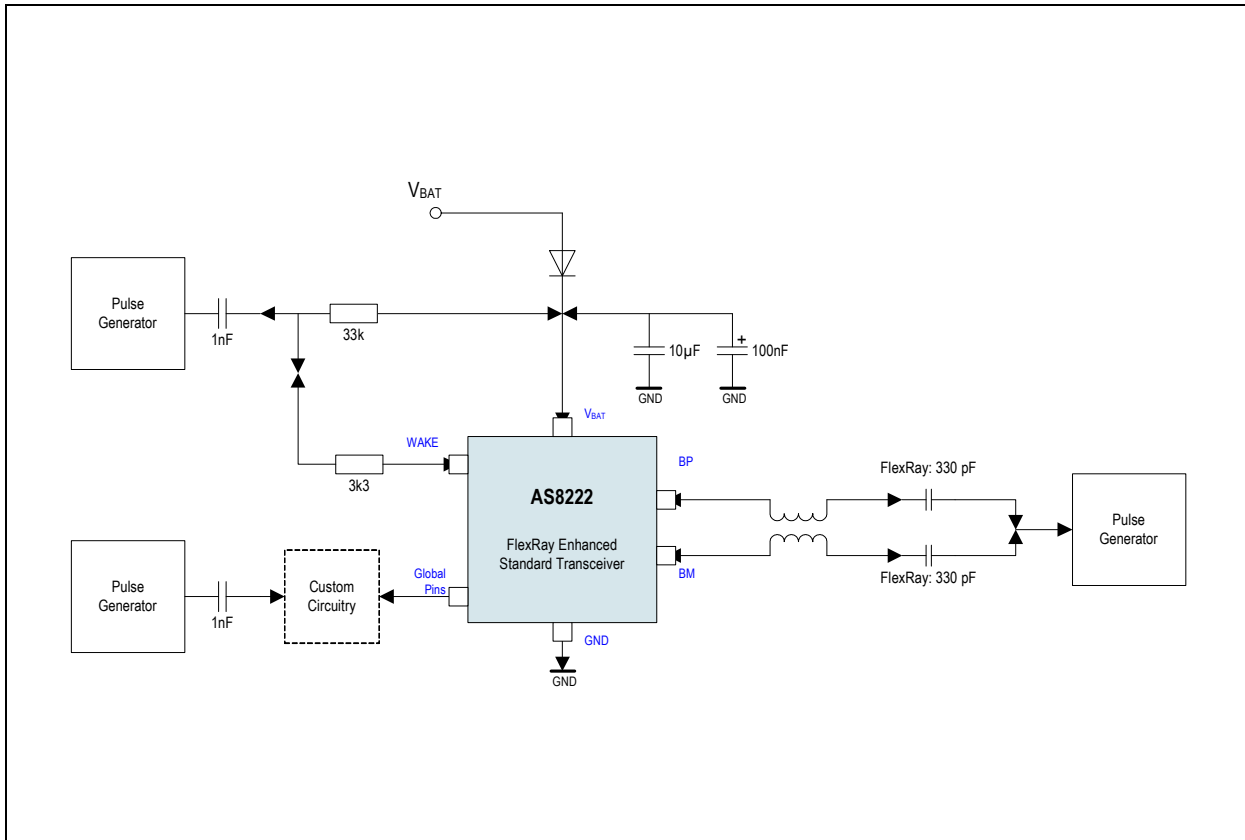 VBAT
Pulse
Generator
1nF
33k
10µF
+
100nF
GND
GND
VBAT
WAKE
3k3
BP
AS8222
FlexRay Enhanced
Standard Transceiver
FlexRay: 330 pF
FlexRay: 330 pF
Pulse
Generator
BM
Global
Pins
Pulse
Generator
1nF
Custom
Circuitry
GND
GND